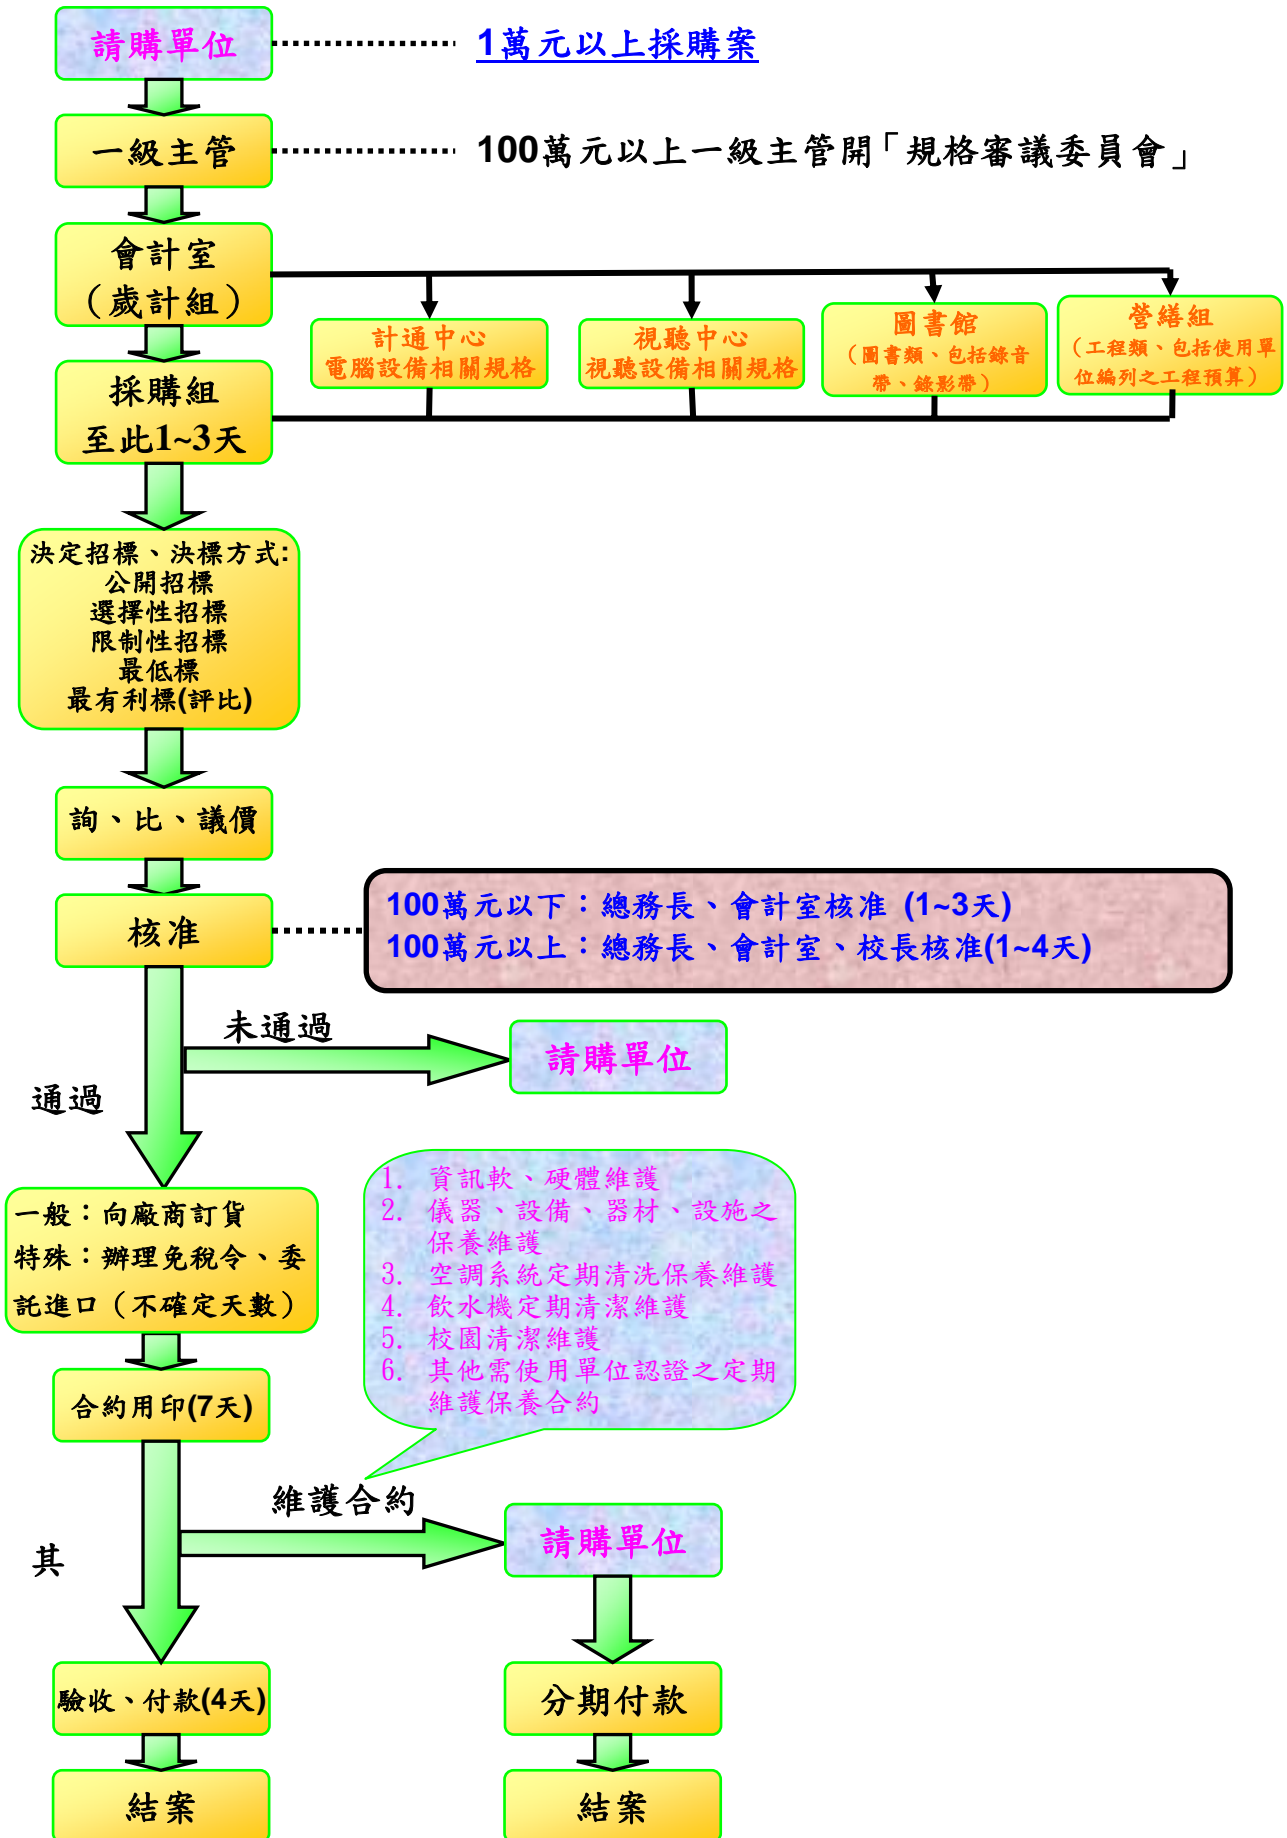 請購單位
1萬元以上採購案
一級主管
100萬元以上一級主管開「規格審議委員會」
會計室
（歲計組）
計通中心
電腦設備相關規格
視聽中心
視聽設備相關規格
圖書館
（圖書類、包括錄音
帶、錄影帶）
營繕組
（工程類、包括使用單
位編列之工程預算）
採購組
至此1~3天
決定招標、決標方式:
公開招標
選擇性招標
限制性招標
最低標
最有利標(評比)
詢、比、議價
核准
100萬元以下：總務長、會計室核准 (1~3天)
100萬元以上：總務長、會計室、校長核准(1~4天)
未通過
請購單位
通過
一般：向廠商訂貨
特殊：辦理免稅令、委
託進口（不確定天數）
1. 資訊軟、硬體維護
2. 儀器、設備、器材、設施之
保養維護
3. 空調系統定期清洗保養維護
4. 飲水機定期清潔維護
5. 校園清潔維護
6. 其他需使用單位認證之定期
維護保養合約
合約用印(7天)
維護合約
請購單位
其
驗收、付款(4天)
分期付款
結案
結案